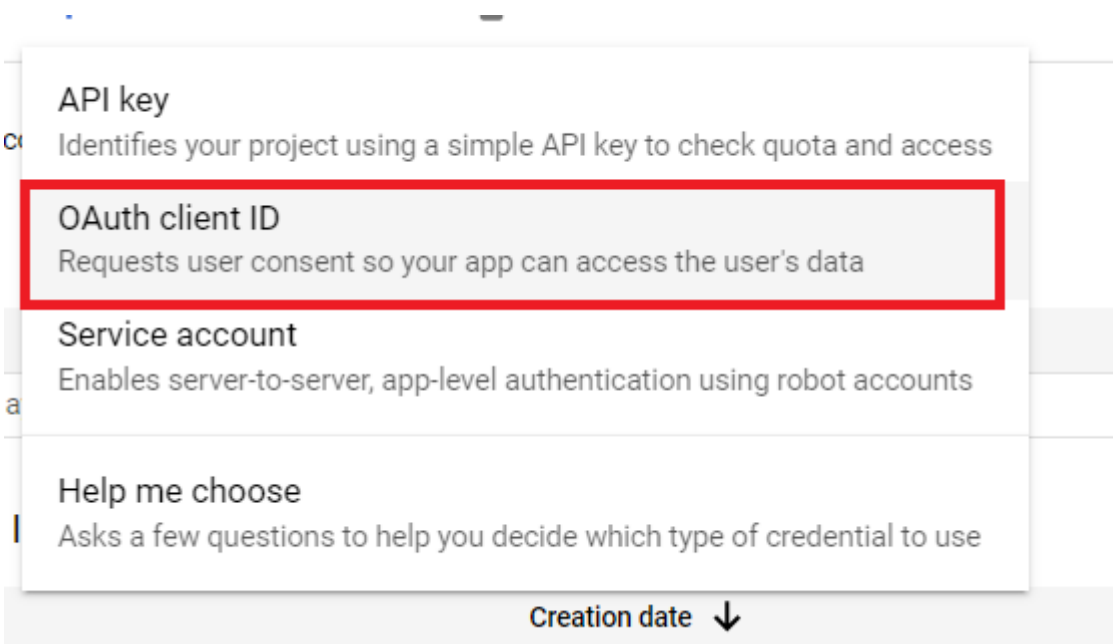 API key
Identifies your project using a simple API key to check quota and access
OAuth client ID
Requests user consent so your app can access the user's data
Service account
Enables server-to-server, app-level authentication using robot accounts
Help me choose
Asks a few questions to help you decide which type of credential to use
Creation date